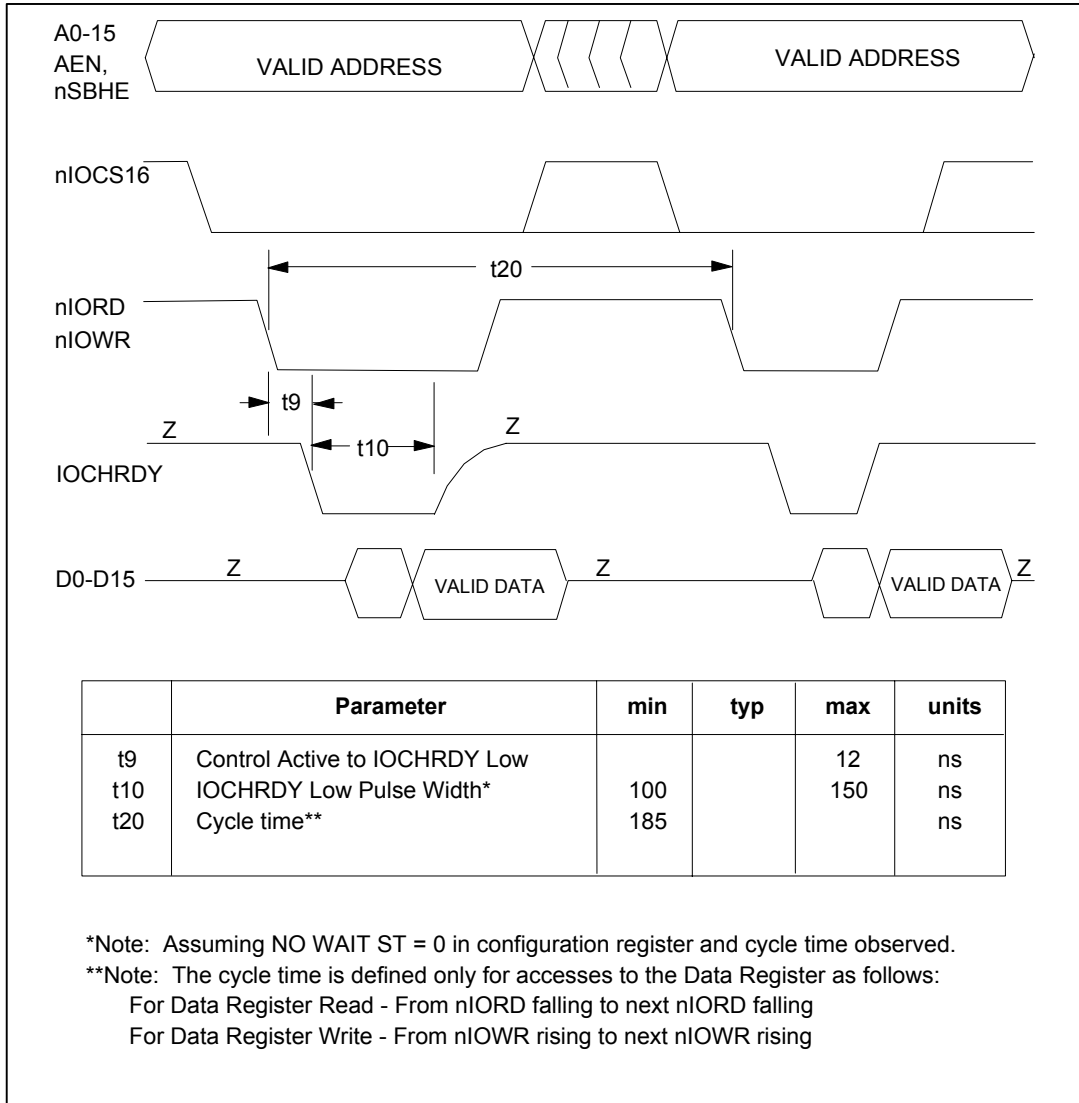 A0-15
AEN,
nSBHE
VALID ADDRESS
VALID ADDRESS
nIOCS16
t20
nIORD
nIOWR
t9
Z
Z
t10
IOCHRDY
D0-D15
Z
VALID DATA
Z
VALID DATA
Z
Parameter min typ max units
t9 Control Active to IOCHRDY Low 12 ns
t10 IOCHRDY Low Pulse Width* 100 150 ns
t20 Cycle time** 185 ns
*Note: Assuming NO WAIT ST = 0 in configuration register and cycle time observed.
**Note: The cycle time is defined only for accesses to the Data Register as follows:
For Data Register Read - From nIORD falling to next nIORD falling
For Data Register Write - From nIOWR rising to next nIOWR rising